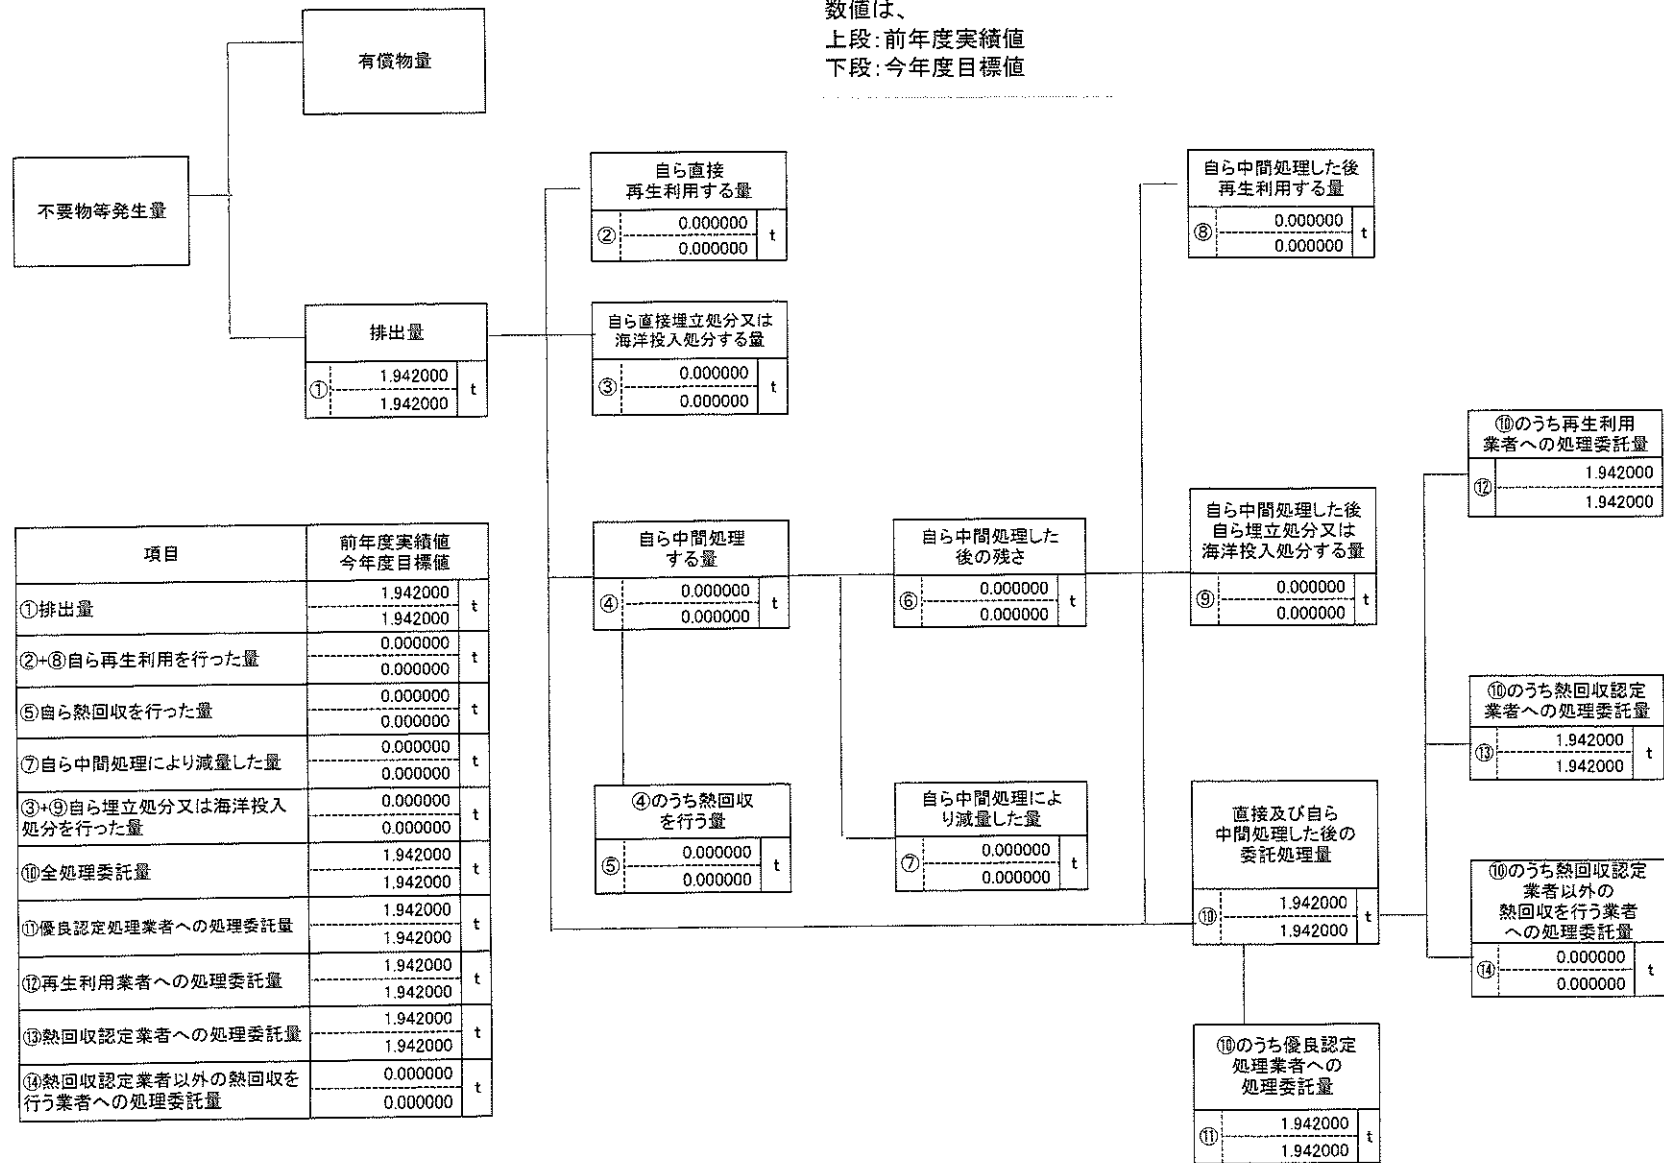 数値は、
上段:前年度実績値
下段:今年度目標値
有償物量
不要物等発生量
排出量
① 1.942000 t
1.942000
自ら直接
再生利用する量
② 0.000000 t
0.000000
自ら直接埋立処分又は
海洋投入処分する量
③ 0.000000 t
0.000000
自ら中間処理
する量
④ 0.000000 t
0.000000
④のうち熱回収
を行う量
⑤ 0.000000 t
0.000000
自ら中間処理した
後の残さ
⑥ 0.000000 t
0.000000
自ら中間処理によ
り減量した量
⑦ 0.000000 t
0.000000
自ら中間処理した後
再生利用する量
⑧ 0.000000 t
0.000000
自ら中間処理した後
自ら埋立処分又は
海洋投入処分する量
⑨ 0.000000 t
0.000000
直接及び自ら
中間処理した後の
委託処理量
⑩ 1.942000 t
1.942000
⑩のうち優良認定
処理業者への
処理委託量
⑪ 1.942000 t
1.942000
⑩のうち再生利用
業者への処理委託量
⑫ 1.942000
1.942000
⑩のうち熱回収認定
業者への処理委託量
⑬ 1.942000 t
1.942000
⑩のうち熱回収認定
業者以外の
熱回収を行う業者
への処理委託量
⑭ 0.000000 t
0.000000
項目 前年度実績値
今年度目標値
①排出量 1.942000 t
1.942000
②+⑧自ら再生利用を行った量 0.000000 t
0.000000
⑤自ら熱回収を行った量 0.000000 t
0.000000
⑦自ら中間処理により減量した量 0.000000 t
0.000000
③+⑨自ら埋立処分又は海洋投入 0.000000 t
処分を行った量 0.000000
⑩全処理委託量 1.942000 t
1.942000
⑪優良認定処理業者への処理委託量 1.942000 t
1.942000
⑫再生利用業者への処理委託量 1.942000 t
1.942000
⑬熱回収認定業者への処理委託量 1.942000 t
1.942000
⑭熱回収認定業者以外の熱回収を 0.000000 t
行う業者への処理委託量 0.000000